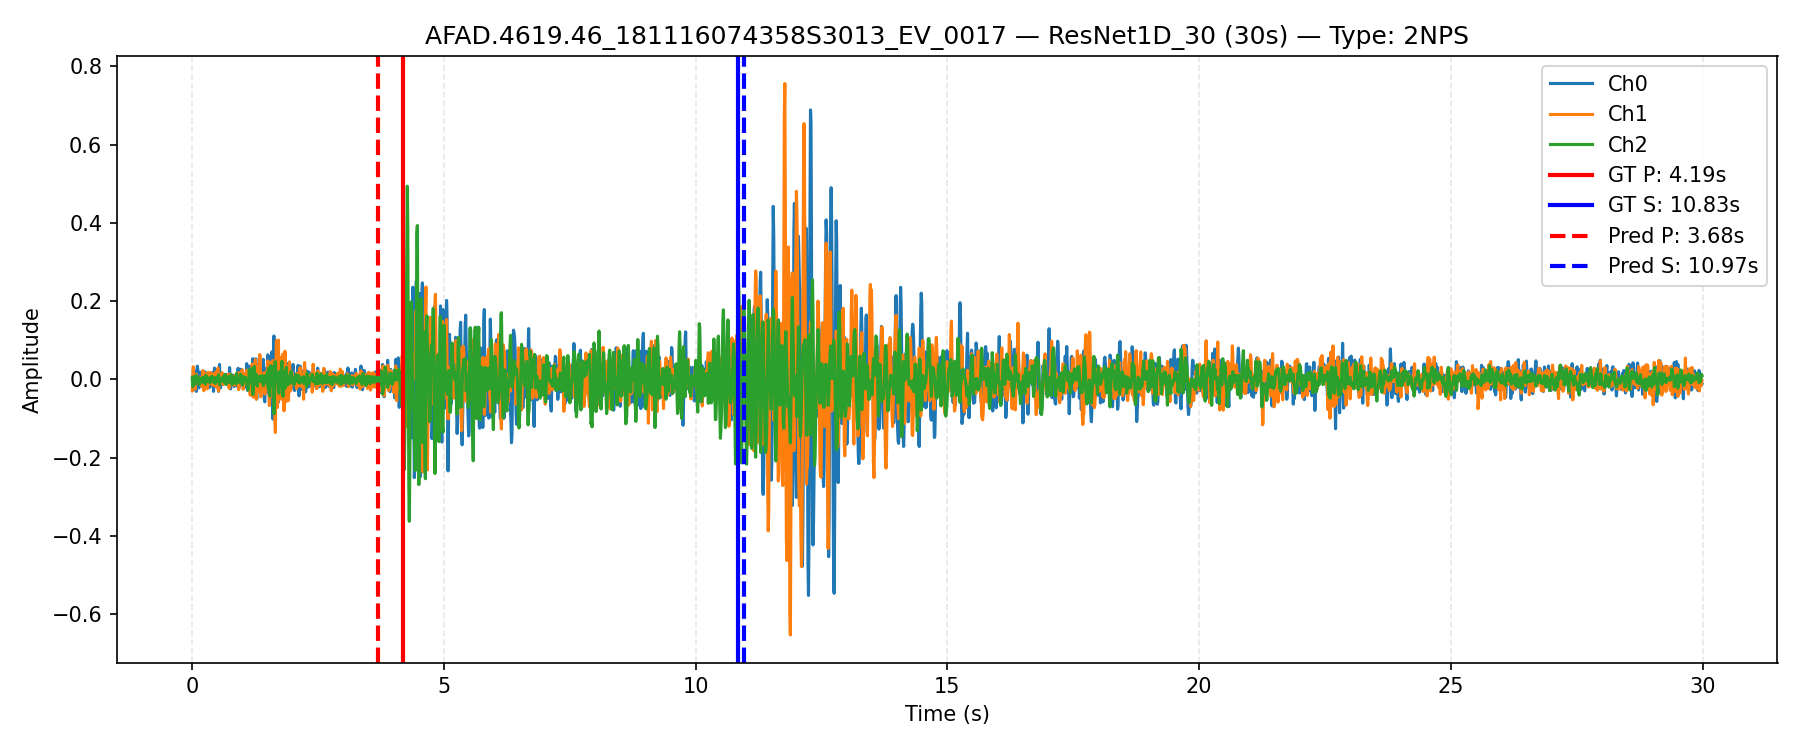 AFAD.4619.46_181116074358S3013_EV_0017 — ResNet1D_30 (30s) — Type: 2NPS
Ch0
Ch1
Ch2
GT P: 4.19s
GT S: 10.83s
Pred P: 3.68s
Pred S: 10.97s
Amplitude
0.8
0.6
0.4
0.2
0.0
−0.2
−0.4
−0.6
0 5 10 15 20 25 30
Time (s)